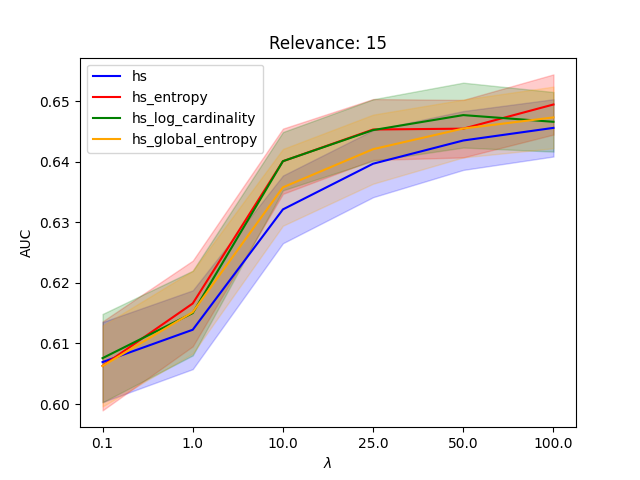 Relevance: 15
hs
hs_entropy
hs_log_cardinality
hs_global_entropy
AUC
0.65
0.64
0.63
0.62
0.61
0.60
0.1 1.0 10.0 25.0 50.0 100.0
λ